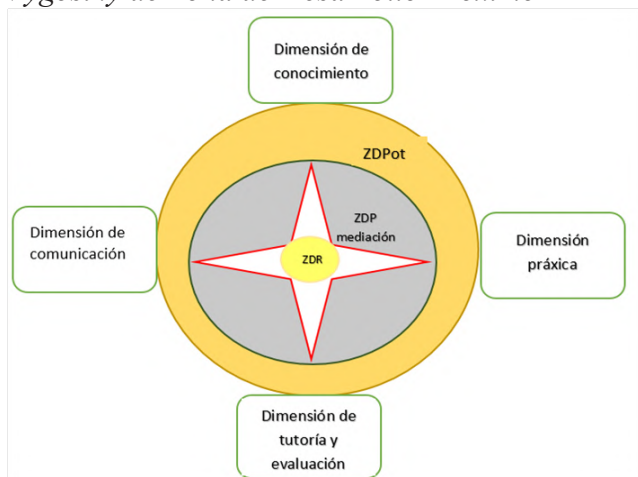 Dimensión de
conocimiento
ZDPot
ZDP
mediación
Dimensión de
comunicación
ZDR
Dimensión
práxica
Dimensión de
tutoría y
evaluación